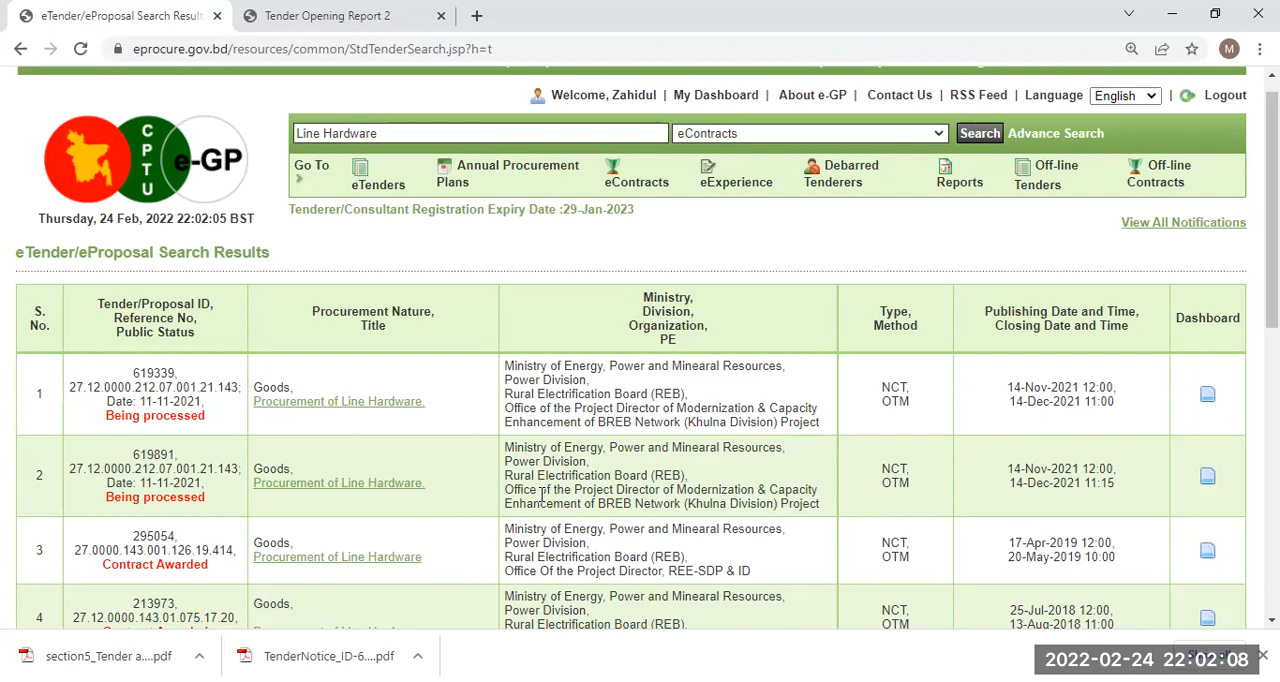 eTender/eProposal Search Result
Tender Opening Report 2
eprocure.gov.bd/resources/common/StdTenderSearch.jsp?h=t
M
Welcome, Zahidul | My Dashboard | About e-GP | Contact Us | RSS Feed | Language English | Logout
Line Hardware eContracts Search Advance Search
CPTU
e-GP
Go To
eTenders
Annual Procurement
Plans
eContracts
eExperience
Debarred
Tenderers
Reports
Off-line
Tenders
Off-line
Contracts
Thursday, 24 Feb, 2022 22:02:05 BST
Tenderer/Consultant Registration Expiry Date :29-Jan-2023
View All Notifications
eTender/eProposal Search Results
S.
No.
Tender/Proposal ID,
Reference No,
Public Status
Procurement Nature,
Title
Ministry,
Division,
Organization,
PE
Type,
Method
Publishing Date and Time,
Closing Date and Time
Dashboard
1
619339,
27.12.0000.212.07.001.21.143;
Date: 11-11-2021,
Being processed
Goods,
Procurement of Line Hardware.
Ministry of Energy, Power and Minearal Resources,
Power Division,
Rural Electrification Board (REB),
Office of the Project Director of Modernization & Capacity
Enhancement of BREB Network (Khulna Division) Project
NCT,
OTM
14-Nov-2021 12:00,
14-Dec-2021 11:00
2
619891,
27.12.0000.212.07.001.21.143;
Date: 11-11-2021,
Being processed
Goods,
Procurement of Line Hardware.
Ministry of Energy, Power and Minearal Resources,
Power Division,
Rural Electrification Board (REB),
Office of the Project Director of Modernization & Capacity
Enhancement of BREB Network (Khulna Division) Project
NCT,
OTM
14-Nov-2021 12:00,
14-Dec-2021 11:15
3
295054,
27.0000.143.001.126.19.414,
Contract Awarded
Goods,
Procurement of Line Hardware
Ministry of Energy, Power and Minearal Resources,
Power Division,
Rural Electrification Board (REB),
Office Of the Project Director, REE-SDP & ID
NCT,
OTM
17-Apr-2019 12:00,
20-May-2019 10:00
4
213973,
27.12.0000.143.01.075.17.20,
Goods,
Ministry of Energy, Power and Minearal Resources,
Power Division,
Rural Electrification Board (REB),
NCT,
OTM
25-Jul-2018 12:00,
13-Aug-2018 11:00
section5_Tender a....pdf
TenderNotice_ID-6....pdf
2022-02-24 22:02:08